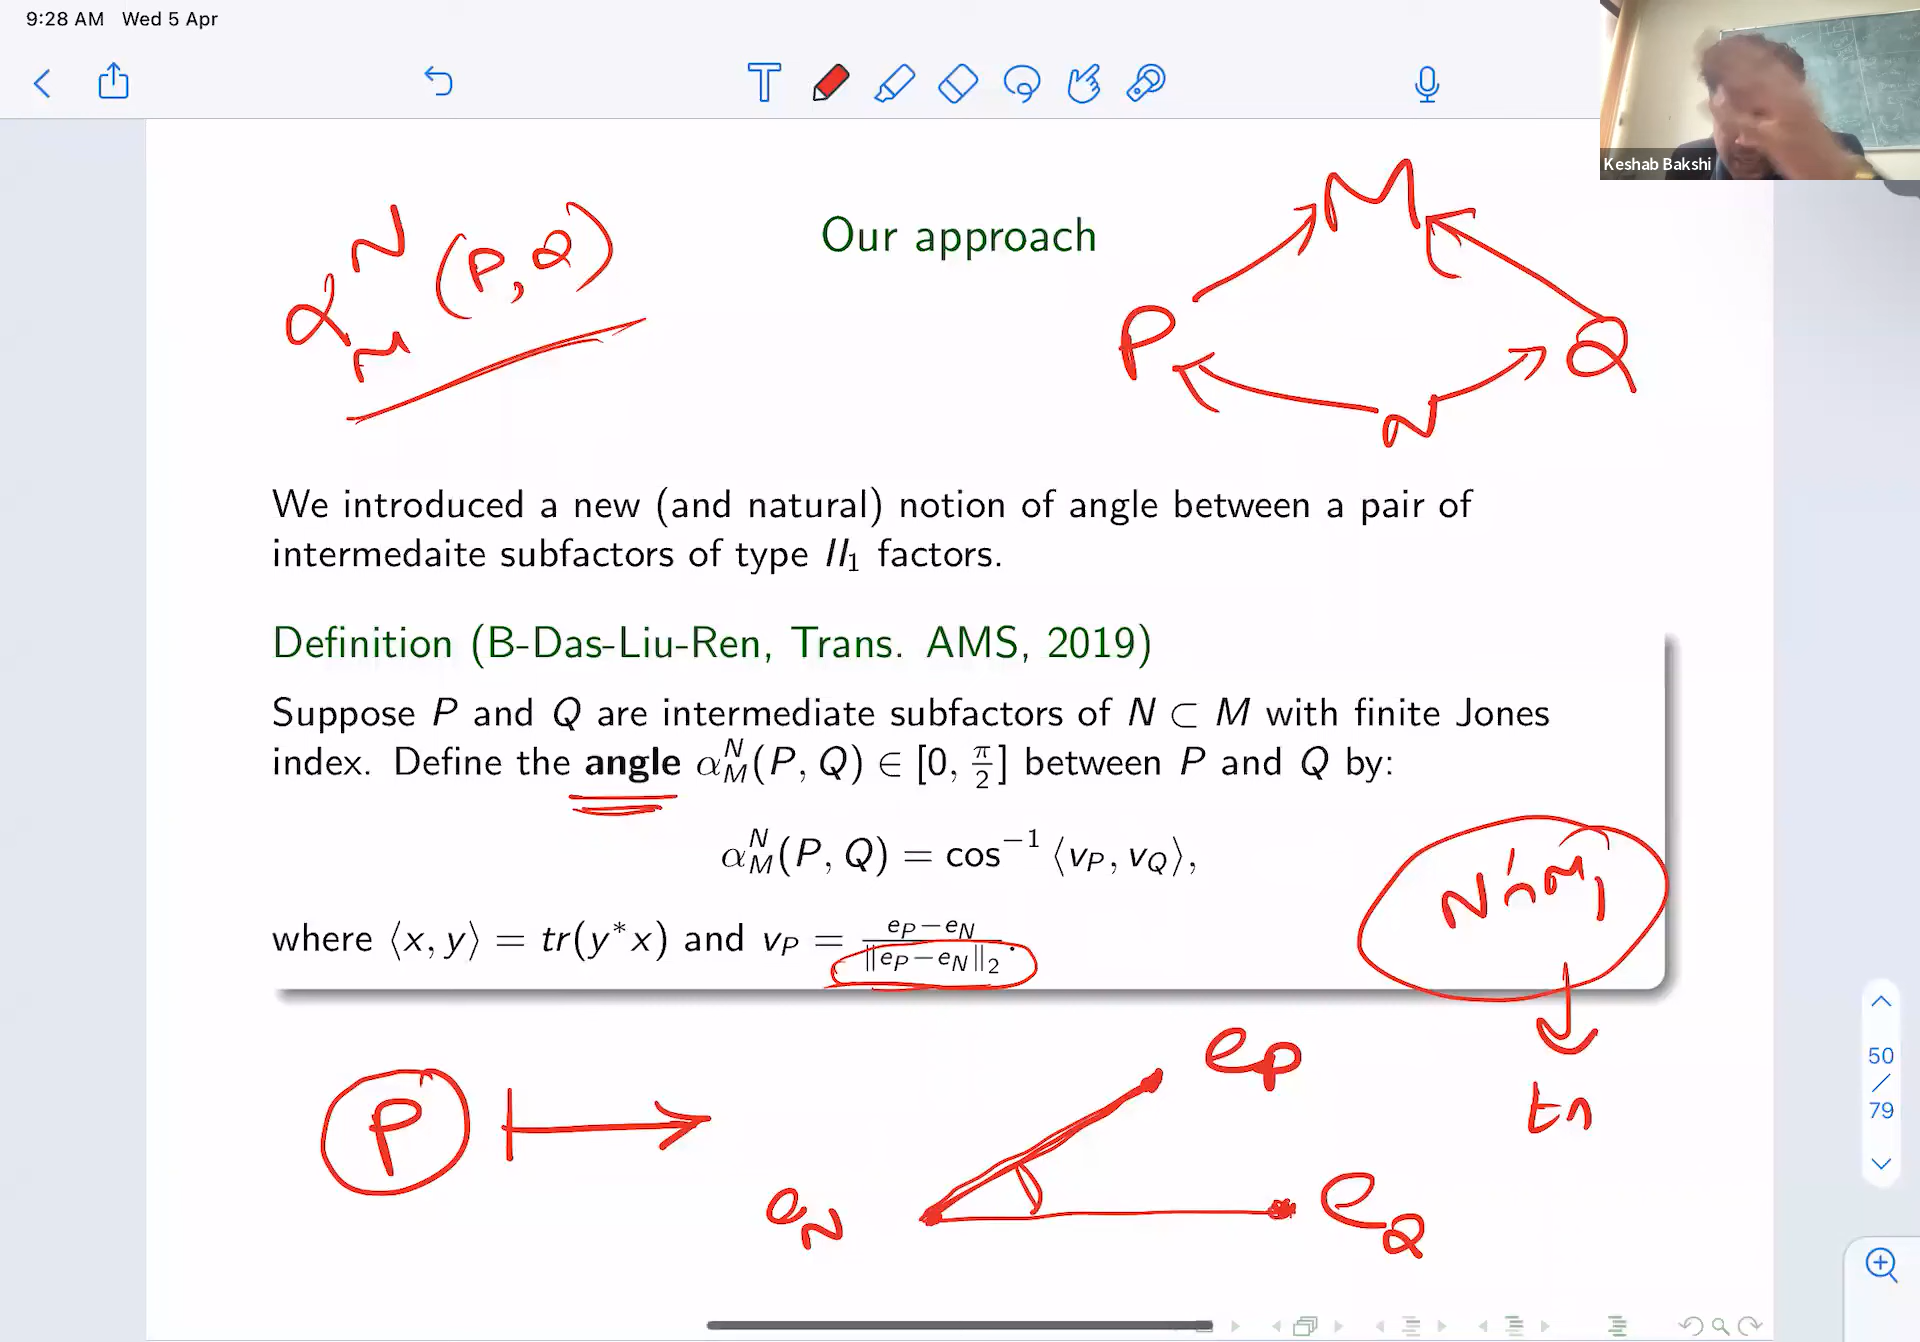 9:28 AM Wed 5 Apr
Keshab Bakshi
Our approach
α_M^N (P, Q)
M
P
Q
N
We introduced a new (and natural) notion of angle between a pair of
intermedaite subfactors of type II₁ factors.
Definition (B-Das-Liu-Ren, Trans. AMS, 2019)
Suppose P and Q are intermediate subfactors of N ⊂ M with finite Jones
index. Define the angle α_M^N(P, Q) ∈ [0, π/2] between P and Q by:
α_M^N(P, Q) = cos⁻¹ ⟨v_P, v_Q⟩,
N' ∩ M₁
where ⟨x, y⟩ = tr(y*x) and v_P = (e_P − e_N)/‖e_P − e_N‖₂.
tr
P
e_P
e_N
e_Q
50
/
79